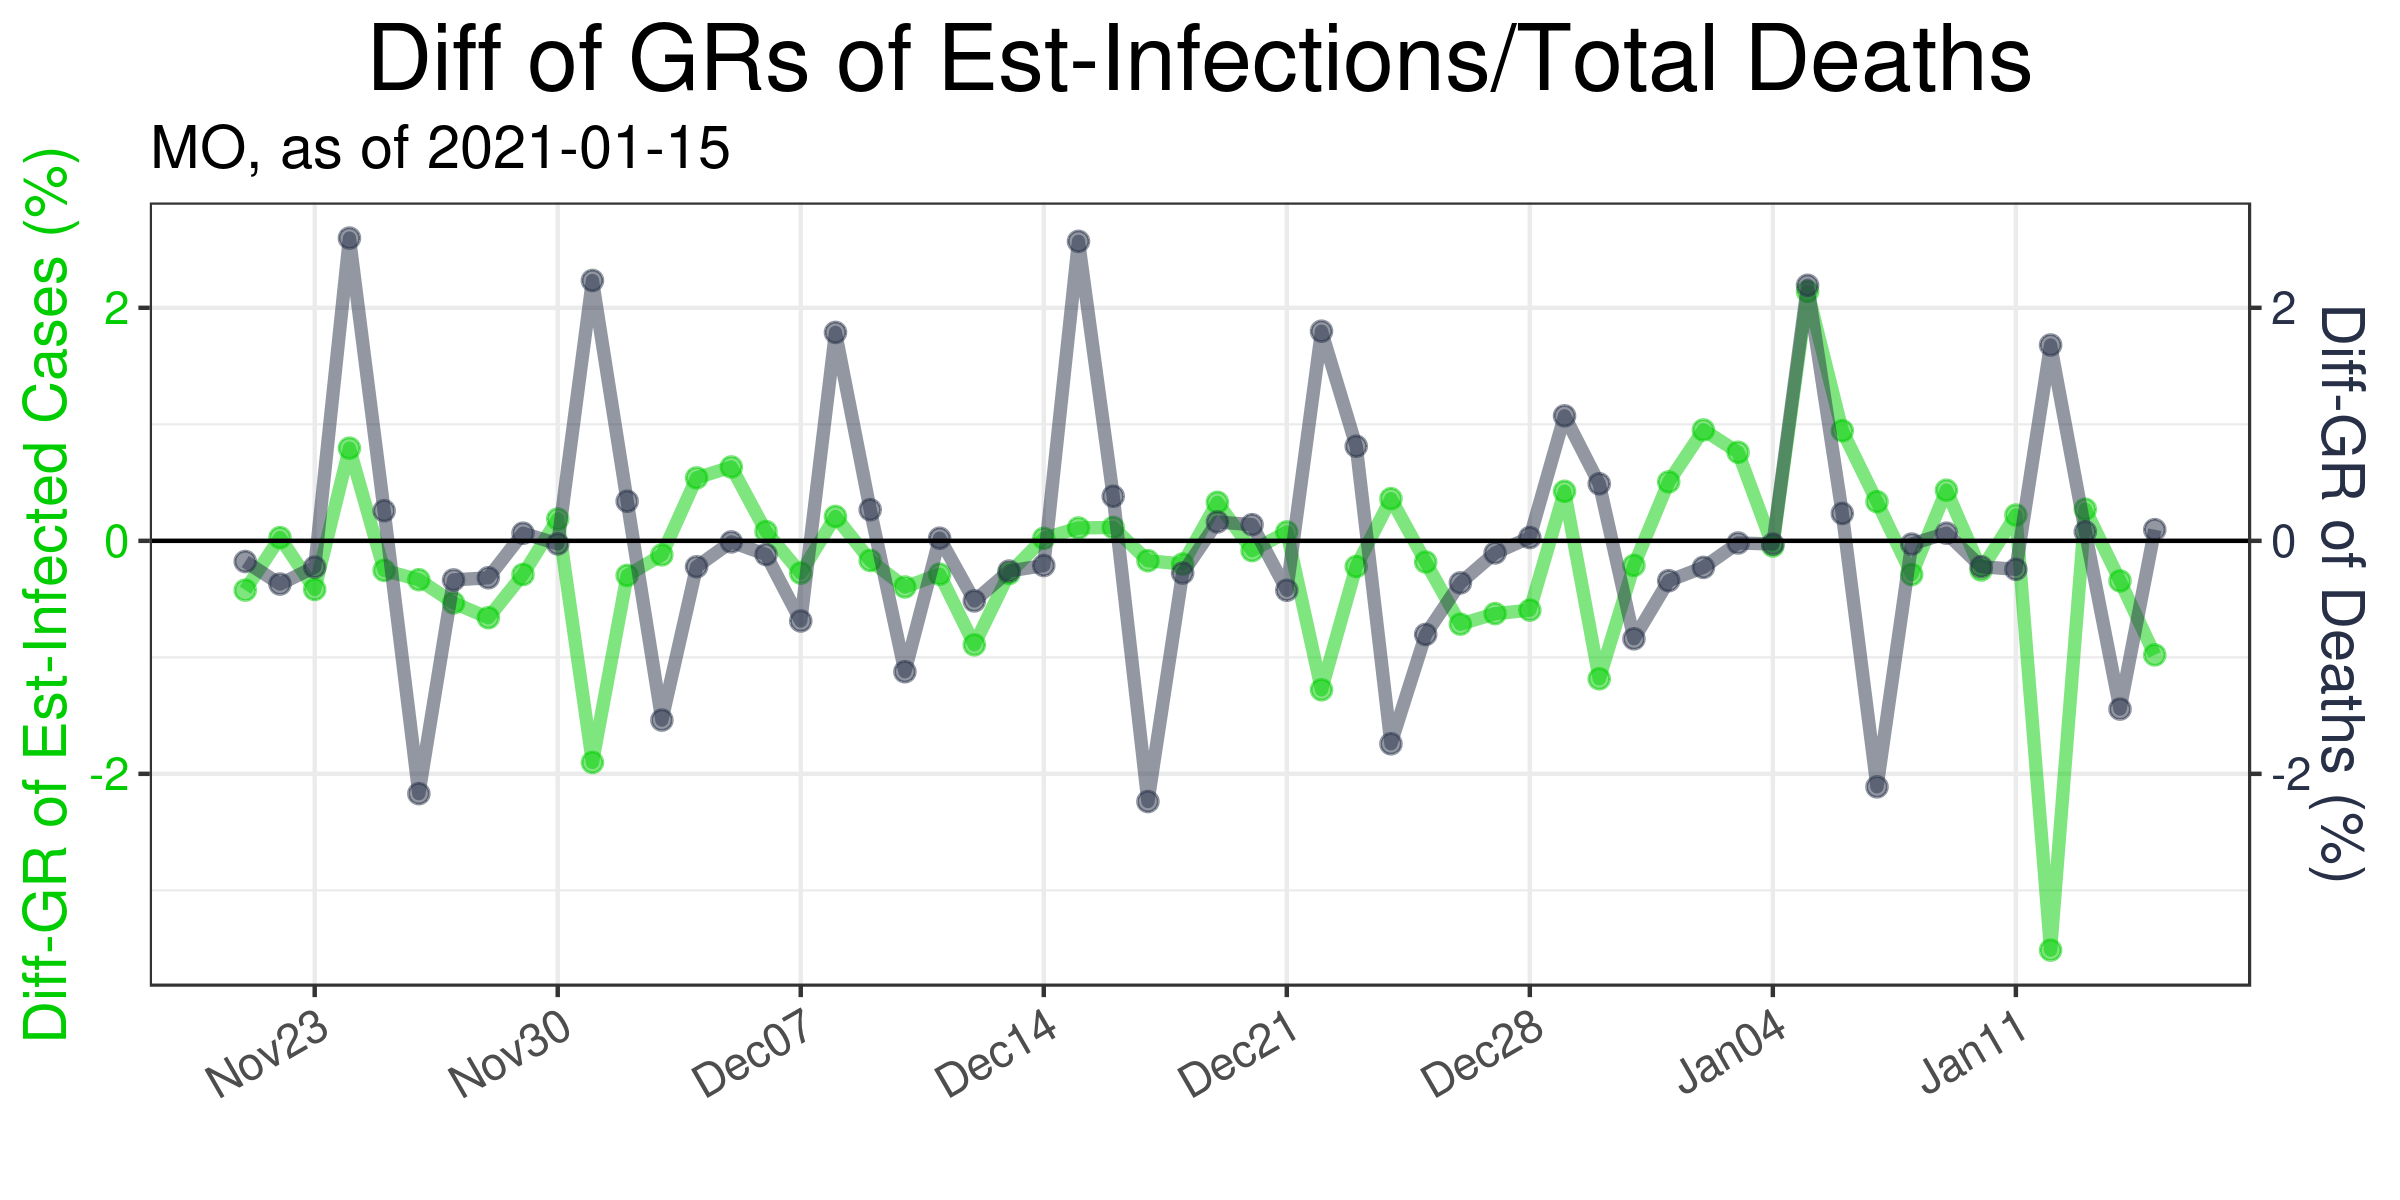 Diff of GRs of Est-Infections/Total Deaths
MO, as of 2021-01-15
Diff-GR of Est-Infected Cases (%)
2
0
-2
2
0
-2
Diff-GR of Deaths (%)
Nov23
Nov30
Dec07
Dec14
Dec21
Dec28
Jan04
Jan11